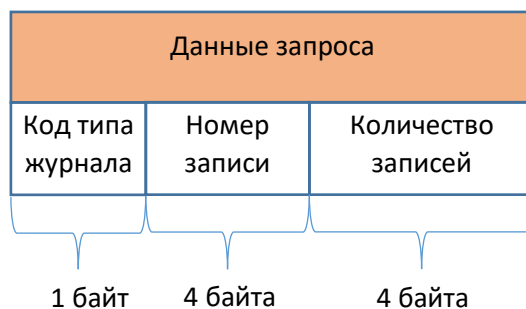 Данные запроса
Код типа
журнала
Номер
записи
Количество
записей
1 байт
4 байта
4 байта